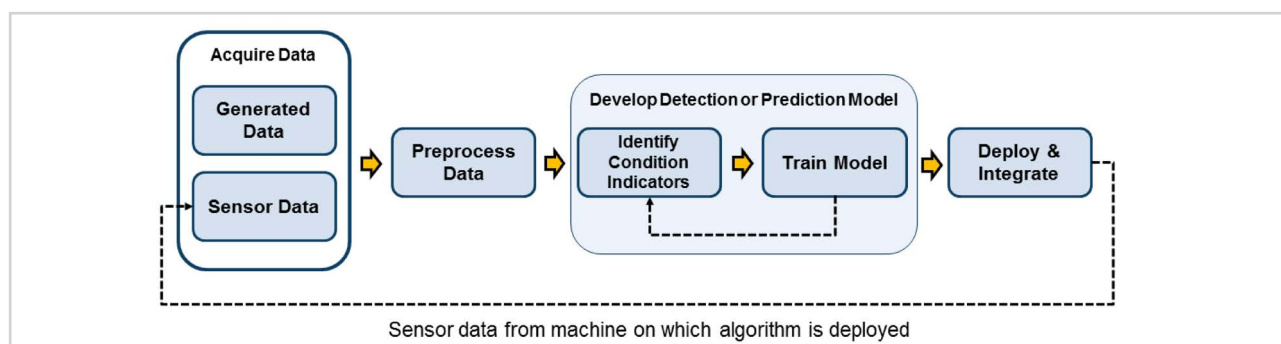 Acquire Data
Generated
Data
Sensor Data
Preprocess
Data
Develop Detection or Prediction Model
Identify
Condition
Indicators
Train Model
Deploy &
Integrate
Sensor data from machine on which algorithm is deployed